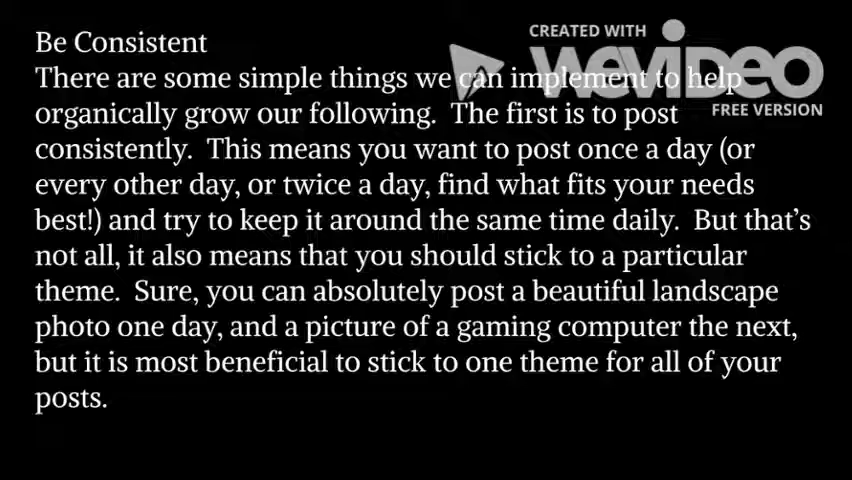 Be Consistent
CREATED WITH
WEVIDEO
FREE VERSION
There are some simple things we can implement to help
organically grow our following.  The first is to post
consistently.  This means you want to post once a day (or
every other day, or twice a day, find what fits your needs
best!) and try to keep it around the same time daily.  But that’s
not all, it also means that you should stick to a particular
theme.  Sure, you can absolutely post a beautiful landscape
photo one day, and a picture of a gaming computer the next,
but it is most beneficial to stick to one theme for all of your
posts.